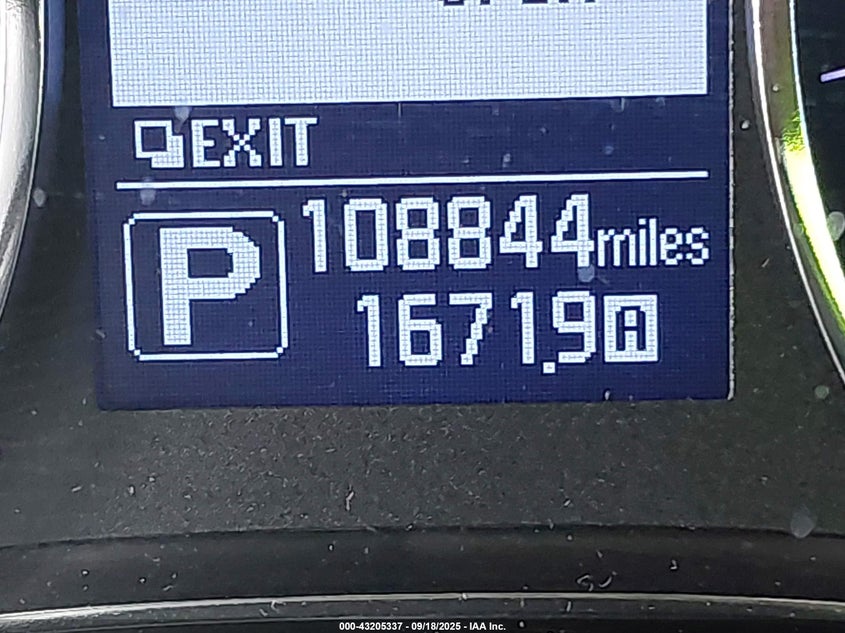 EXIT
P
108844miles
1671.9A
000-43205337 - 09/18/2025 - IAA Inc.